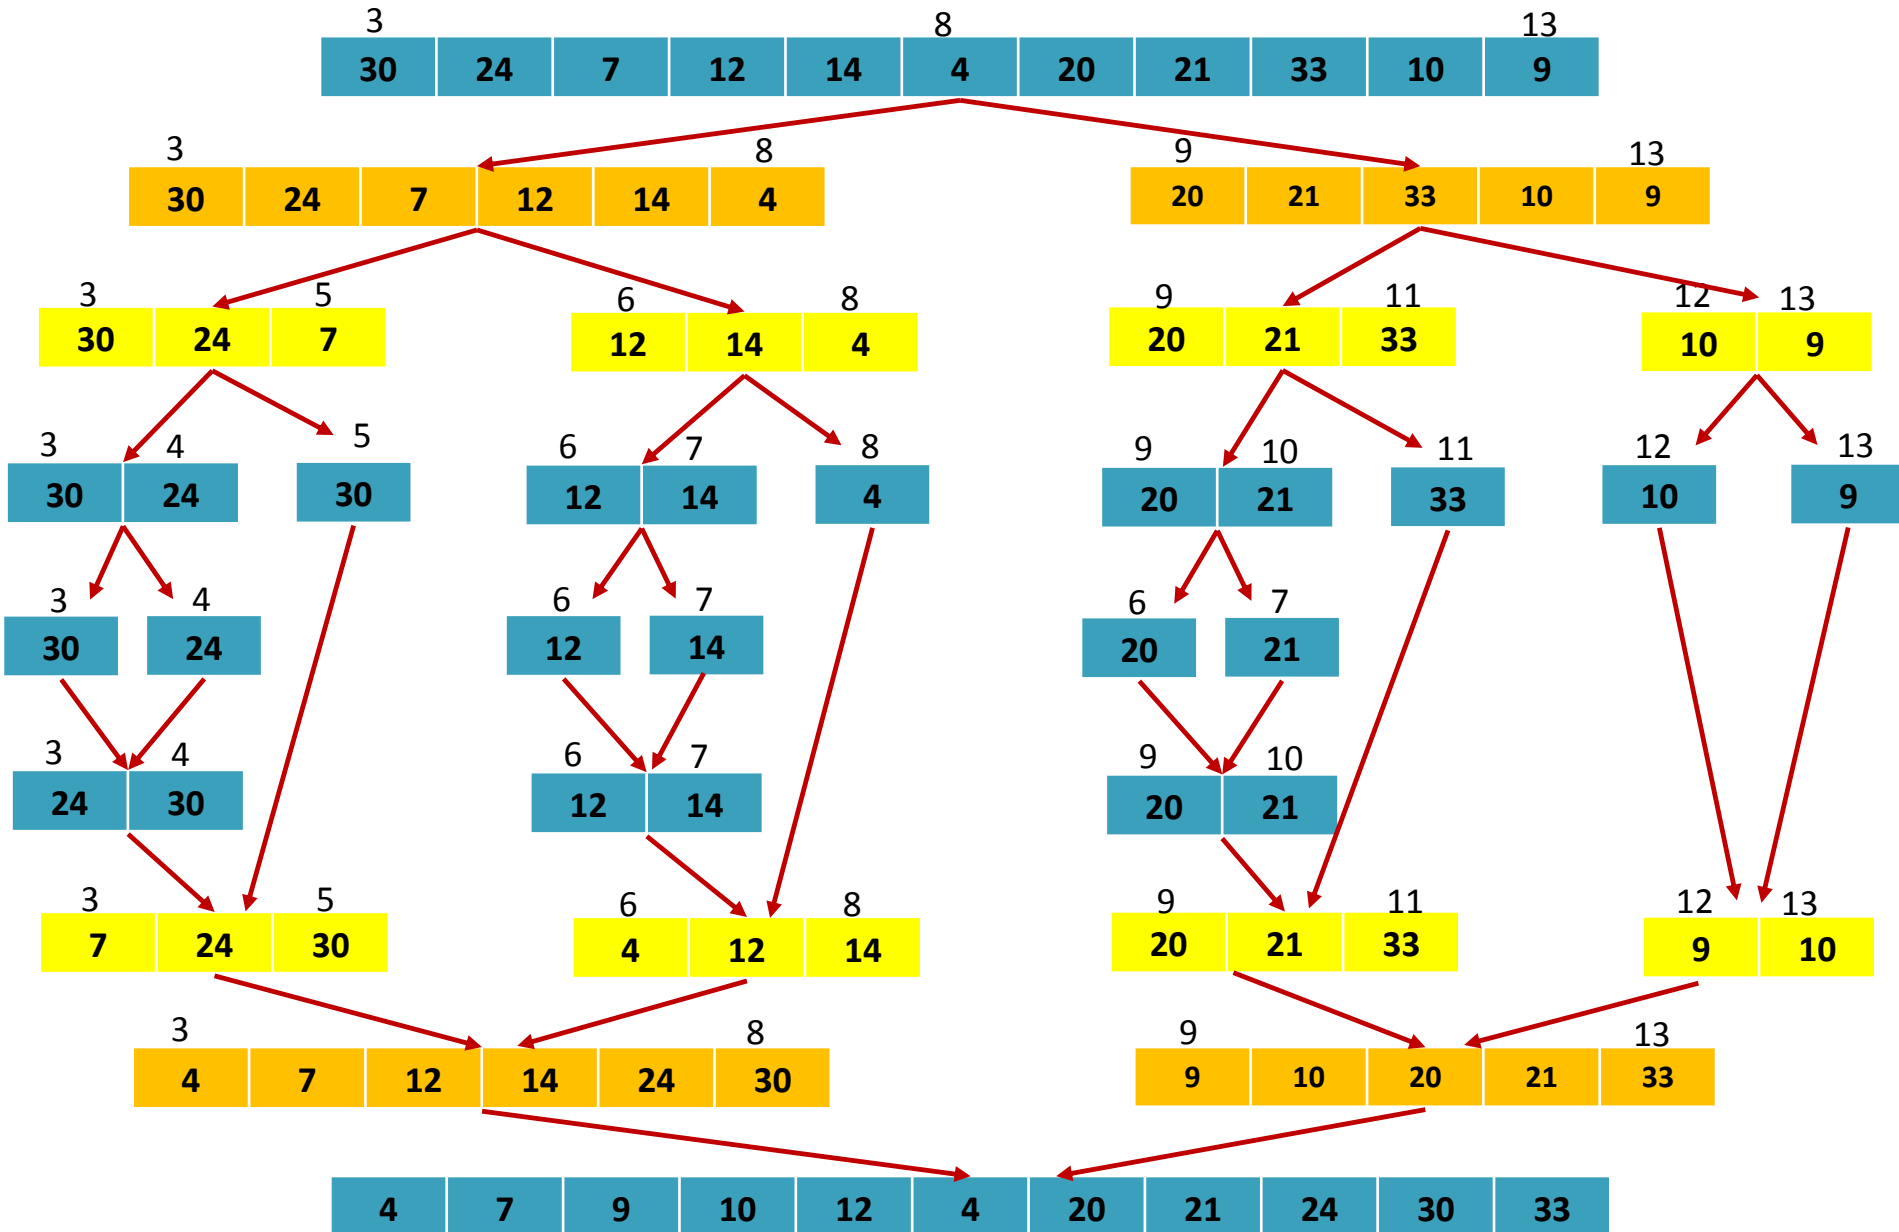 3 8 13
30 24 7 12 14 4 20 21 33 10 9
3 8 9 13
30 24 7 12 14 4 20 21 33 10 9
3 5 6 8 9 11 12 13
30 24 7 12 14 4 20 21 33 10 9
3 4 5 6 7 8 9 10 11 12 13
30 24 30 12 14 4 20 21 33 10 9
3 4 6 7 6 7
30 24 12 14 20 21
3 4 6 7 9 10
24 30 12 14 20 21
3 5 6 8 9 11 12 13
7 24 30 4 12 14 20 21 33 9 10
3 8 9 13
4 7 12 14 24 30 9 10 20 21 33
4 7 9 10 12 4 20 21 24 30 33